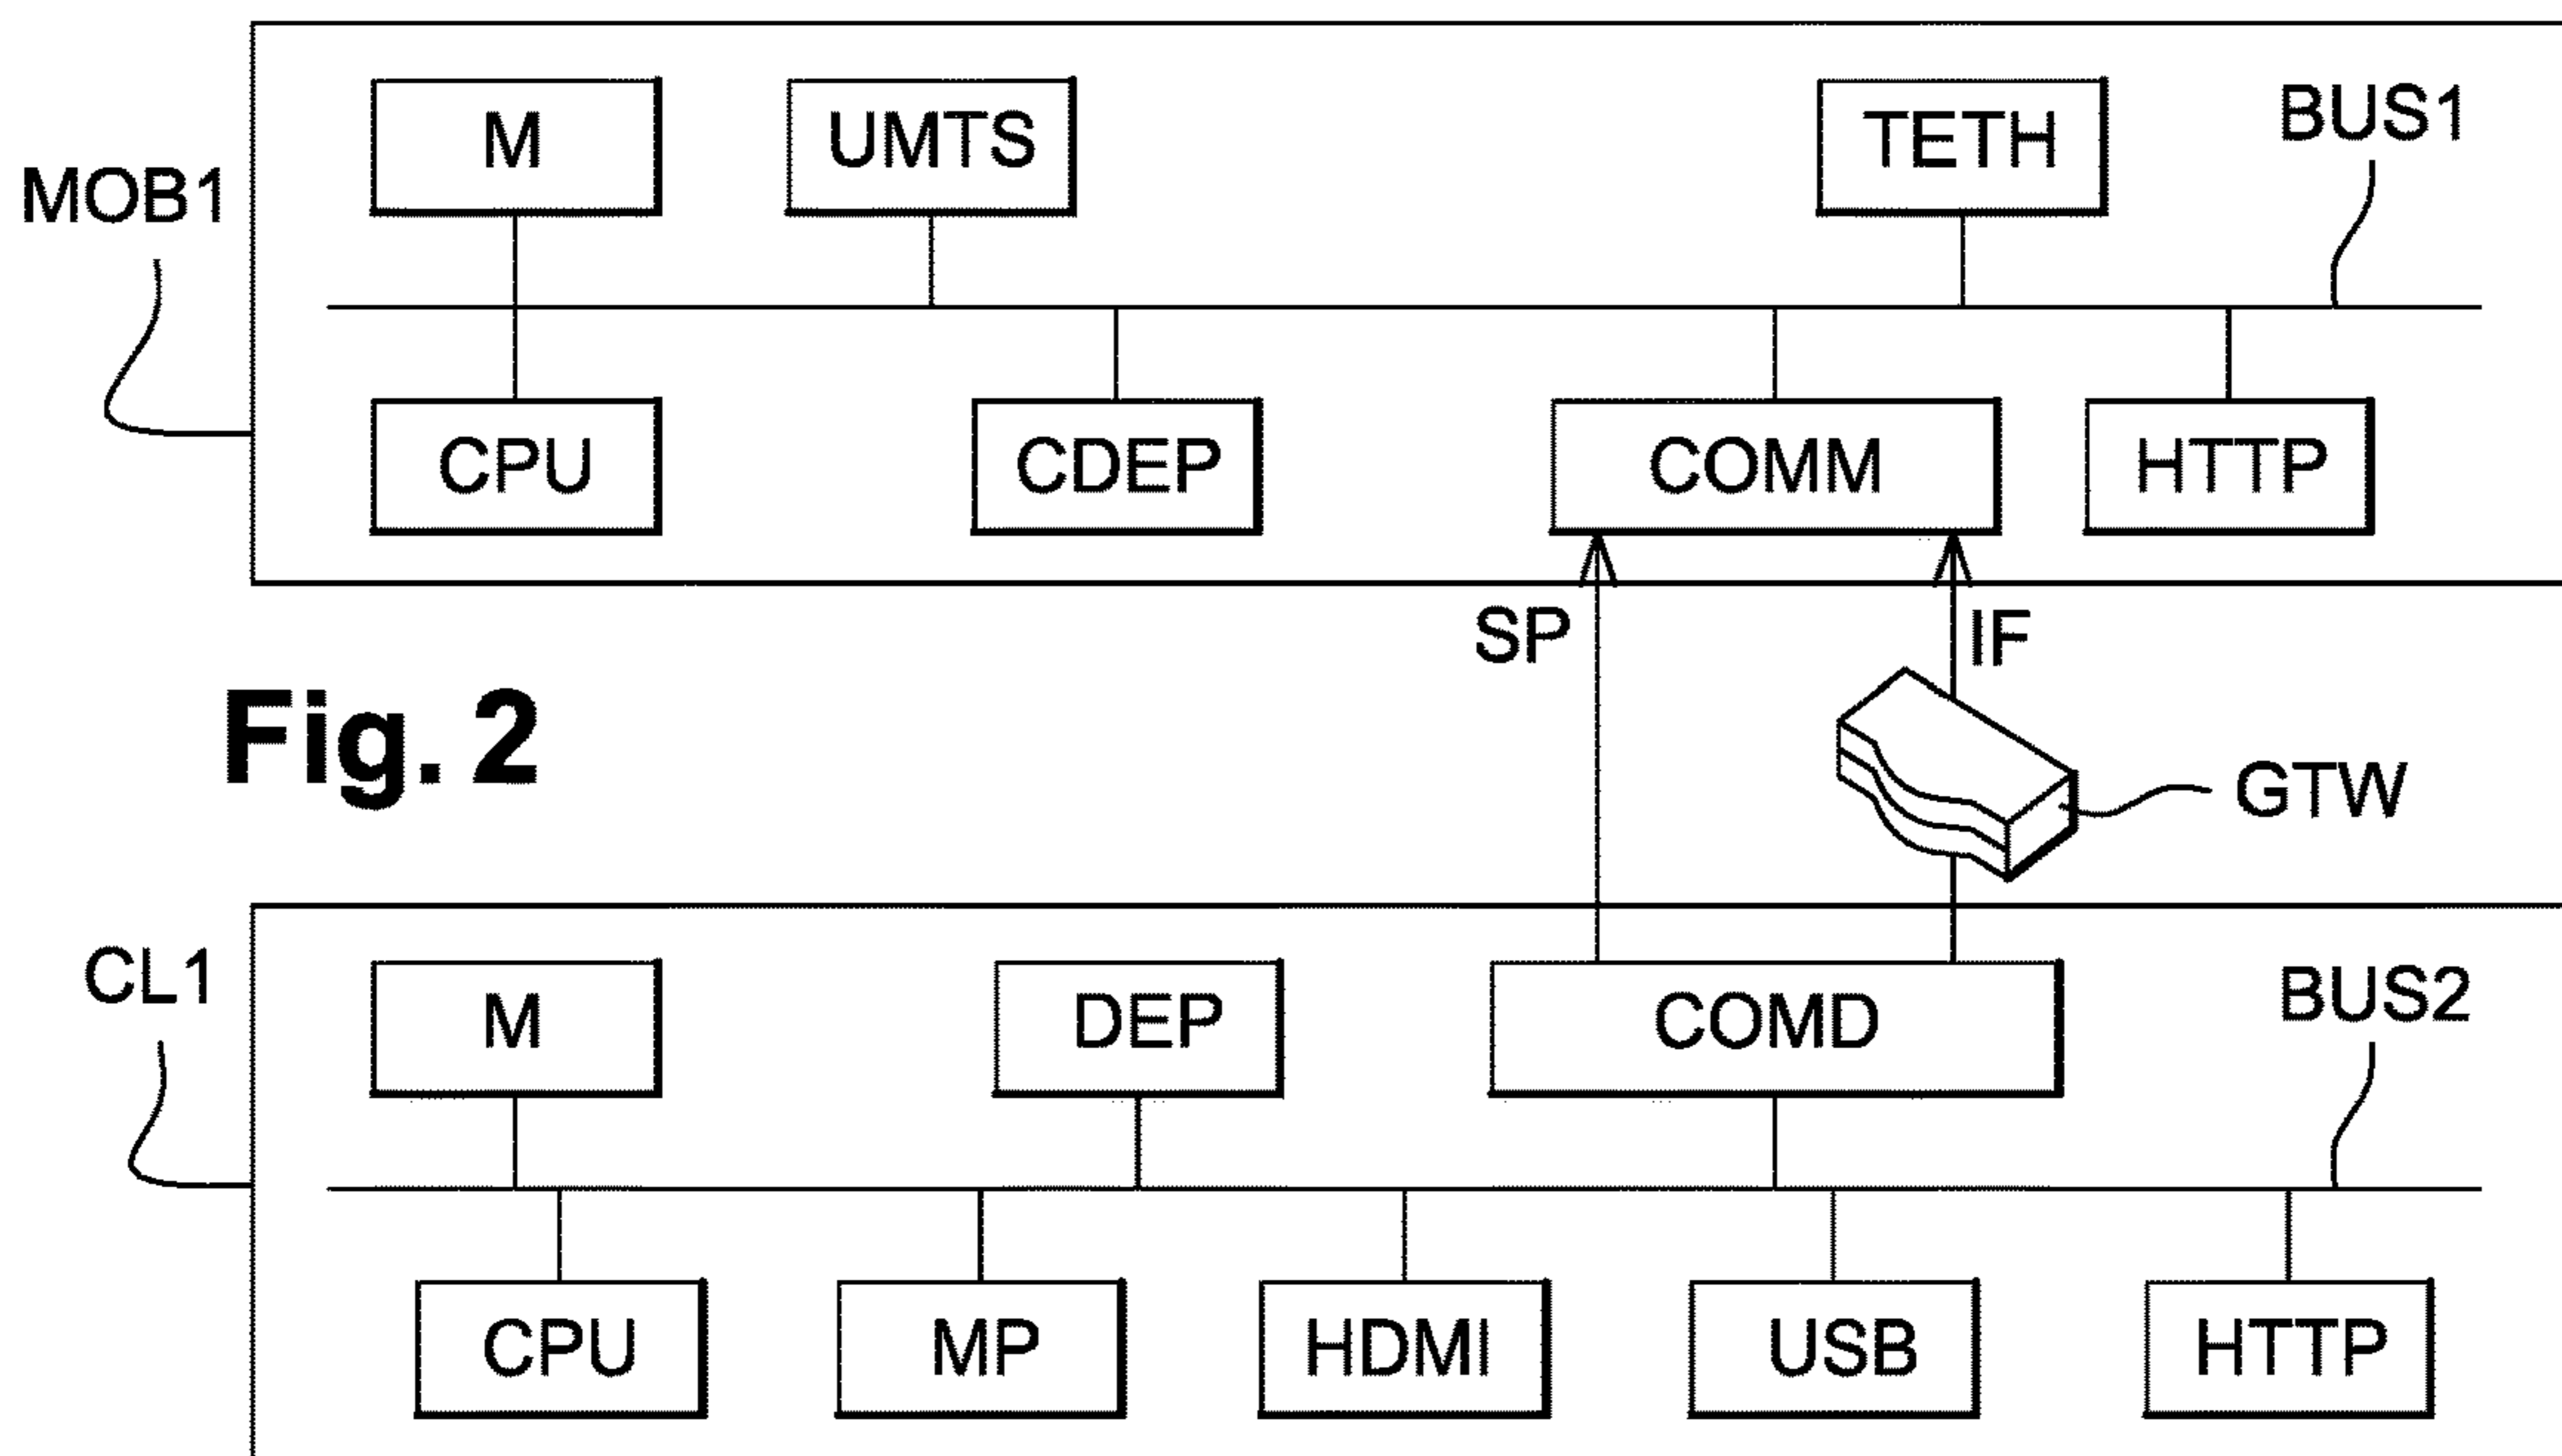 M UMTS TETH BUS1
MOB1
CPU CDEP COMM HTTP
SP IF
Fig. 2
GTW
CL1 M DEP COMD BUS2
CPU MP HDMI USB HTTP